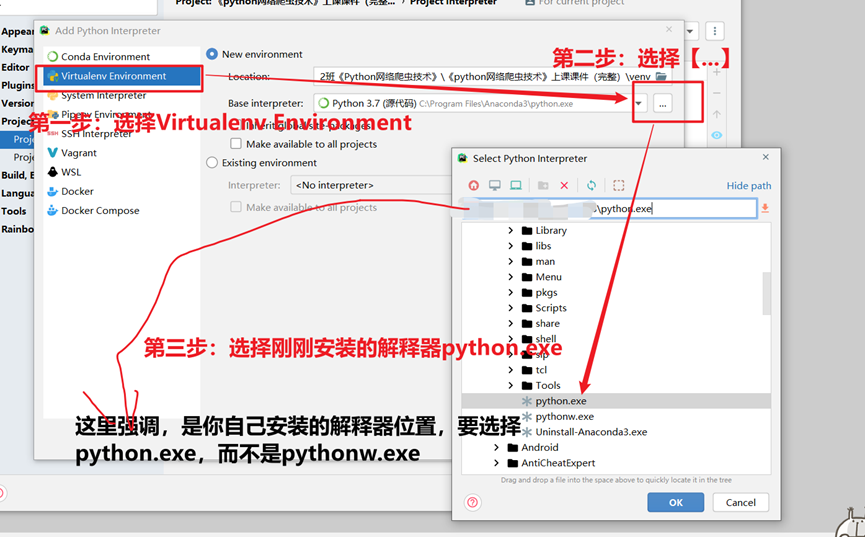 Project: 《python网络爬虫技术》上课课件（完整... › Project Interpreter
For current project
Appear
Keyma
Editor
Plugins
Version
Project
Proje
Proje
Build, E
Langua
Tools
Rainbo
Add Python Interpreter
Conda Environment
Virtualenv Environment
System Interpreter
Pipenv Environment
SSH Interpreter
Vagrant
WSL
Docker
Docker Compose
New environment
Location:
2班《Python网络爬虫技术》\《python网络爬虫技术》上课课件（完整）\venv
Base interpreter:
Python 3.7 (源代码) C:\Program Files\Anaconda3\python.exe
...
Inherit global site-packages
Make available to all projects
Existing environment
Interpreter:
<No interpreter>
Make available to all projects
第一步：选择Virtualenv Environment
第二步：选择【...】
Select Python Interpreter
Hide path
\python.exe
Library
libs
man
Menu
pkgs
Scripts
share
shell
sip
tcl
Tools
python.exe
pythonw.exe
Uninstall-Anaconda3.exe
Android
AntiCheatExpert
Drag and drop a file into the space above to quickly locate it in the tree
OK
Cancel
第三步：选择刚刚安装的解释器python.exe
这里强调，是你自己安装的解释器位置，要选择
python.exe，而不是pythonw.exe